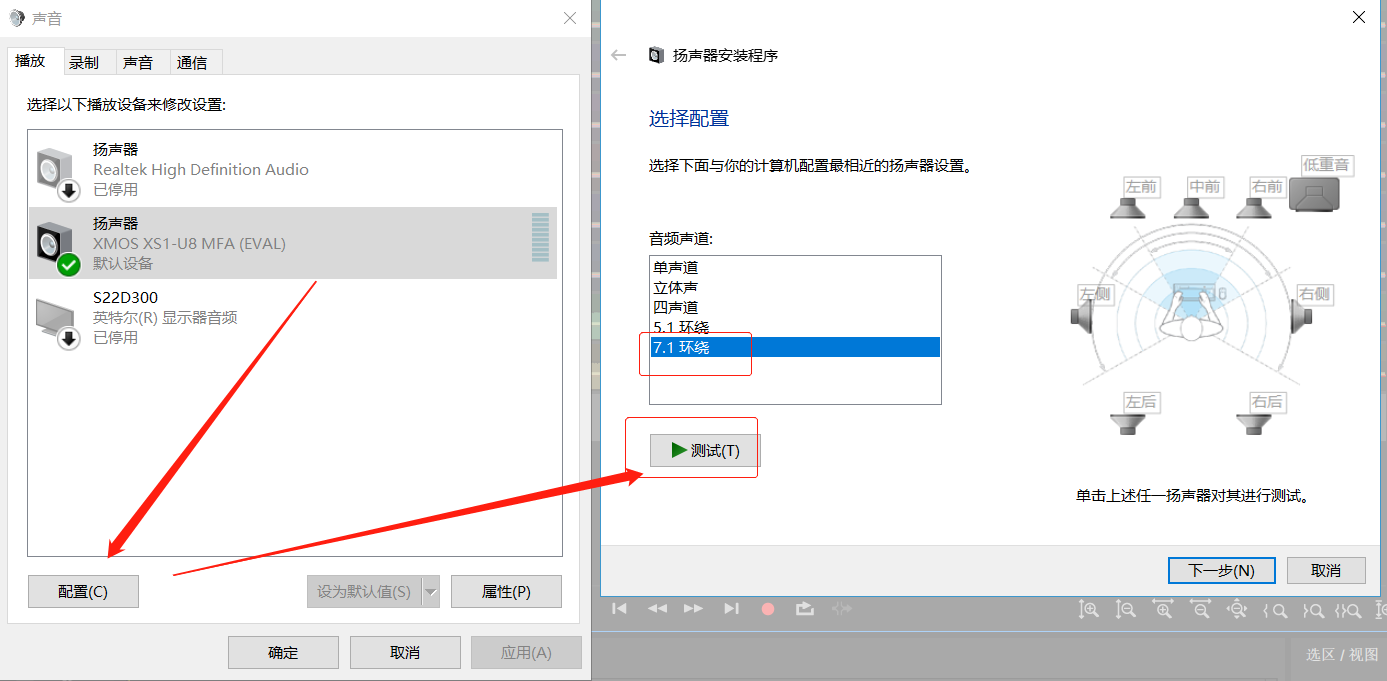 声音
播放
录制
声音
通信
选择以下播放设备来修改设置:
扬声器
Realtek High Definition Audio
已停用
扬声器
XMOS XS1-U8 MFA (EVAL)
默认设备
S22D300
英特尔(R) 显示器音频
已停用
配置(C)
设为默认值(S)
属性(P)
确定
取消
应用(A)
扬声器安装程序
选择配置
选择下面与你的计算机配置最相近的扬声器设置。
音频声道:
单声道
立体声
四声道
5.1 环绕
7.1 环绕
测试(T)
低重音
左前
中前
右前
左侧
右侧
左后
右后
单击上述任一扬声器对其进行测试。
下一步(N)
取消
选区 / 视图